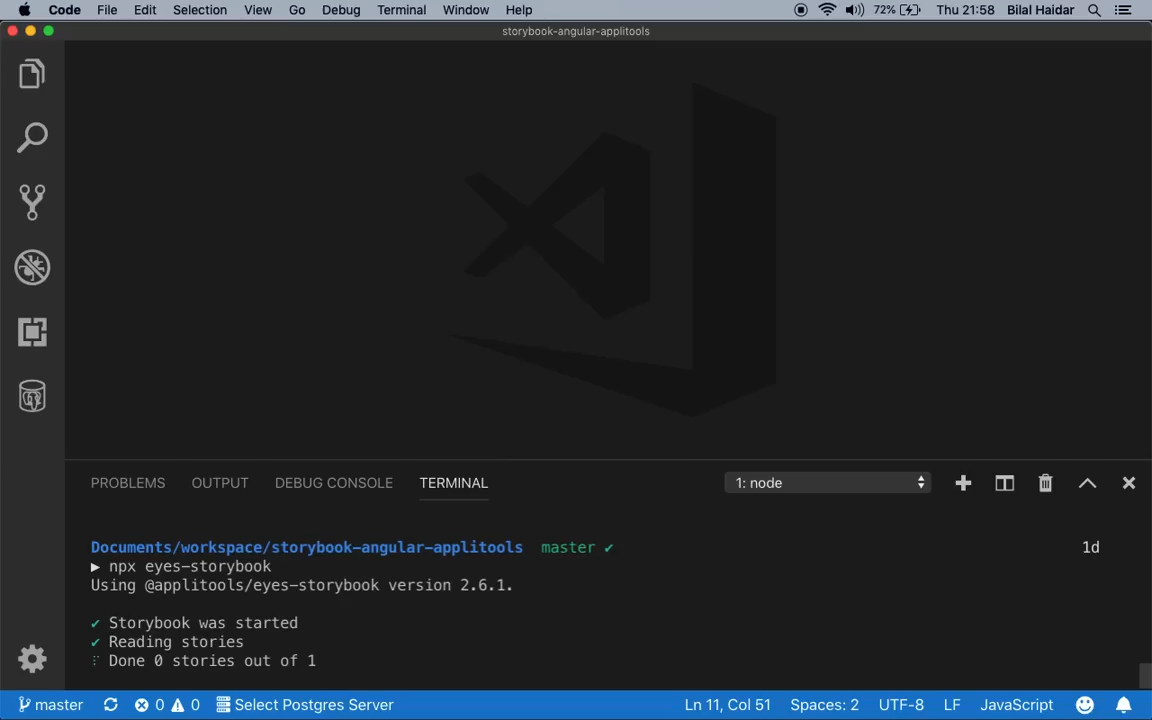 Code File Edit Selection View Go Debug Terminal Window Help 72% Thu 21:58 Bilal Haidar
storybook-angular-applitools
PROBLEMS OUTPUT DEBUG CONSOLE TERMINAL 1: node
Documents/workspace/storybook-angular-applitools master ✔ 1d
▶ npx eyes-storybook
Using @applitools/eyes-storybook version 2.6.1.
✔ Storybook was started
✔ Reading stories
⠏ Done 0 stories out of 1
master 0 0 Select Postgres Server Ln 11, Col 51 Spaces: 2 UTF-8 LF JavaScript